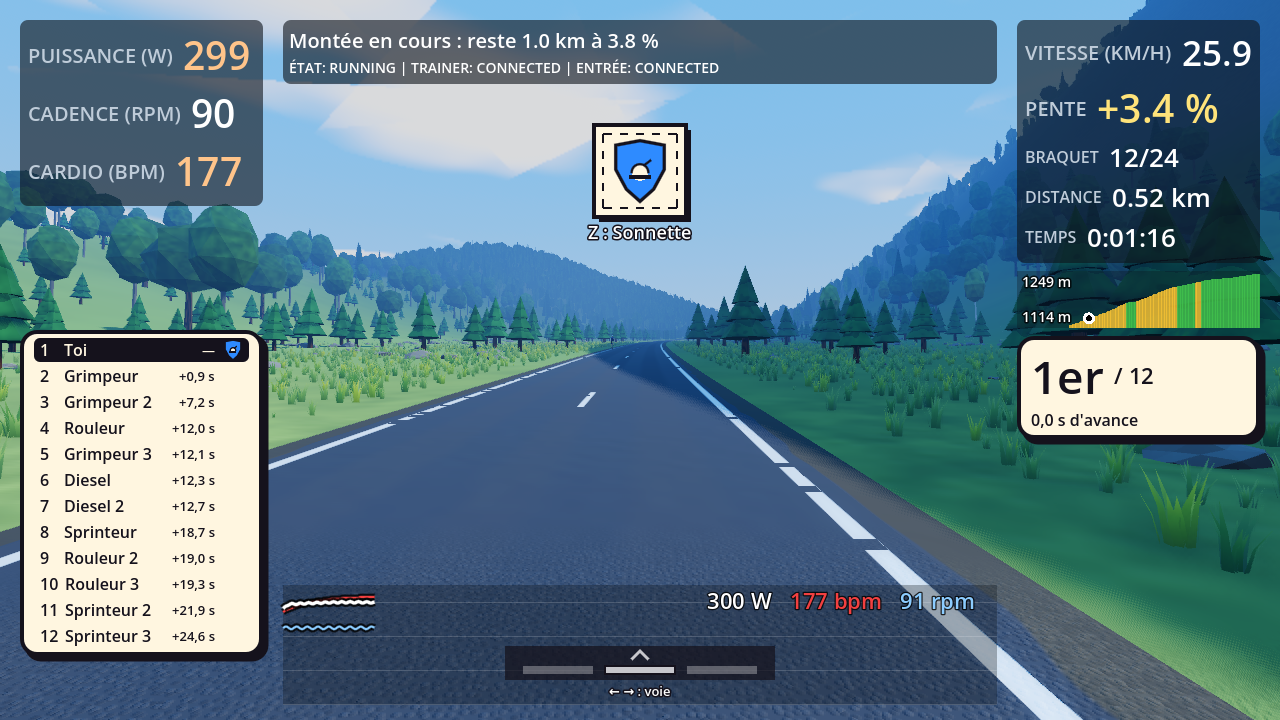 PUISSANCE (W) 299
CADENCE (RPM) 90
CARDIO (BPM) 177
Montée en cours : reste 1.0 km à 3.8 %
ÉTAT: RUNNING | TRAINER: CONNECTED | ENTRÉE: CONNECTED
Z : Sonnette
VITESSE (KM/H) 25.9
PENTE +3.4 %
BRAQUET 12/24
DISTANCE 0.52 km
TEMPS 0:01:16
1249 m
1114 m
1er / 12
0,0 s d'avance
1 Toi —
2 Grimpeur +0,9 s
3 Grimpeur 2 +7,2 s
4 Rouleur +12,0 s
5 Grimpeur 3 +12,1 s
6 Diesel +12,3 s
7 Diesel 2 +12,7 s
8 Sprinteur +18,7 s
9 Rouleur 2 +19,0 s
10 Rouleur 3 +19,3 s
11 Sprinteur 2 +21,9 s
12 Sprinteur 3 +24,6 s
300 W 177 bpm 91 rpm
← → : voie